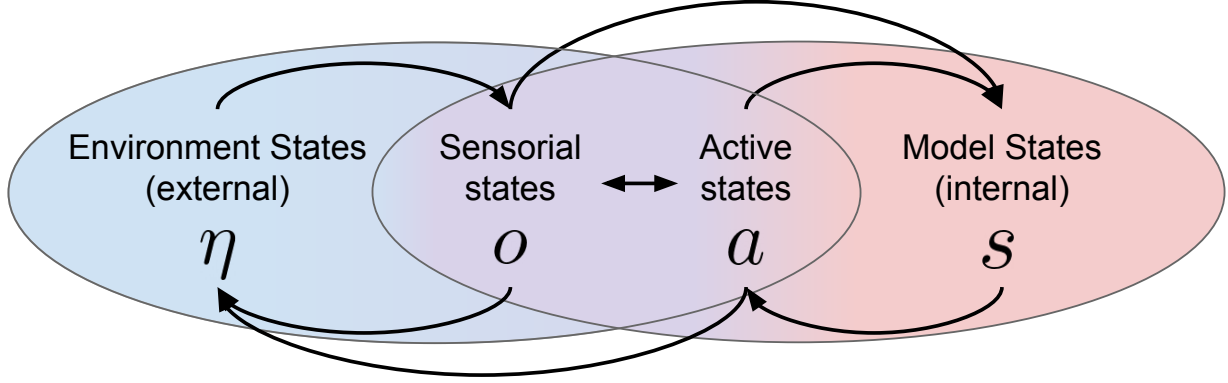 Environment States
(external)
η
Sensorial
states
o
Active
states
a
Model States
(internal)
s